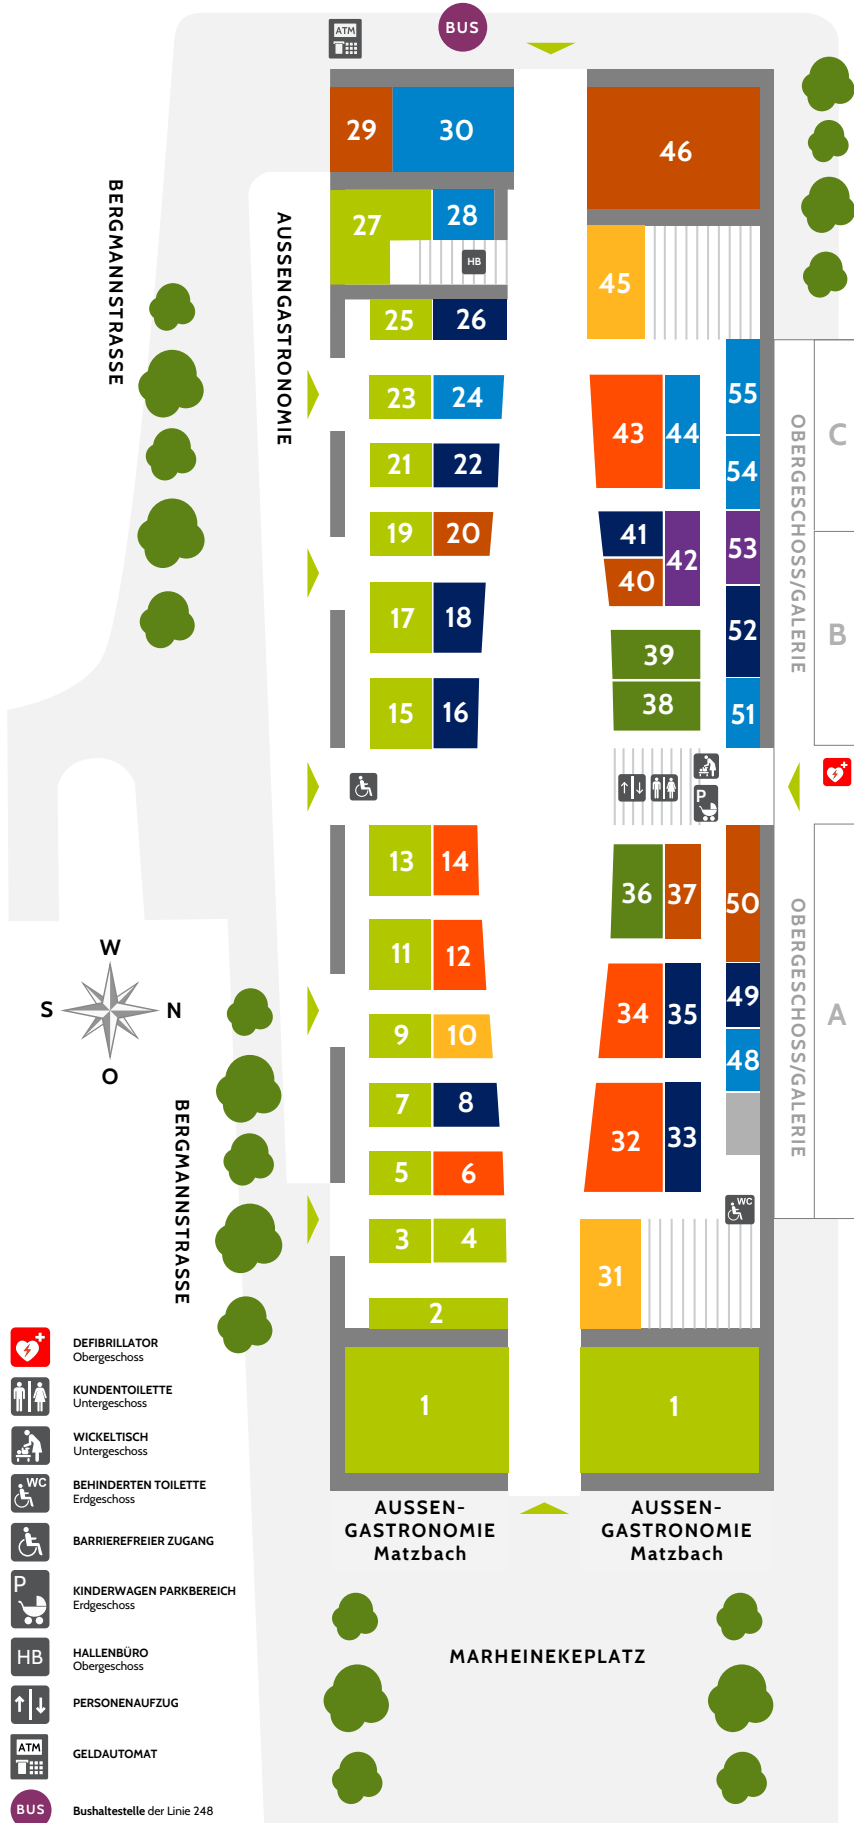 ATM
BUS
29
30
46
27
28
HB
45
BERGMANNSTRASSE
AUSSENGASTRONOMIE
25
26
23
24
43
44
55
54
OBERGESCHOSS/GALERIE
C
21
22
19
20
41
40
42
53
17
18
39
52
B
15
16
38
51
P
13
14
36
37
50
11
12
W
S
N
O
9
10
34
35
49
48
OBERGESCHOSS/GALERIE
A
BERGMANNSTRASSE
7
8
32
33
5
6
WC
3
4
31
2
1
1
AUSSEN-
GASTRONOMIE
Matzbach
AUSSEN-
GASTRONOMIE
Matzbach
MARHEINEKEPLATZ
DEFIBRILLATOR
Obergeschoss
KUNDENTOILETTE
Untergeschoss
WICKELTISCH
Untergeschoss
WC
BEHINDERTEN TOILETTE
Erdgeschoss
BARRIEREFREIER ZUGANG
P
KINDERWAGEN PARKBEREICH
Erdgeschoss
HB
HALLENBÜRO
Obergeschoss
PERSONENAUFZUG
ATM
GELDAUTOMAT
BUS
Bushaltestelle der Linie 248